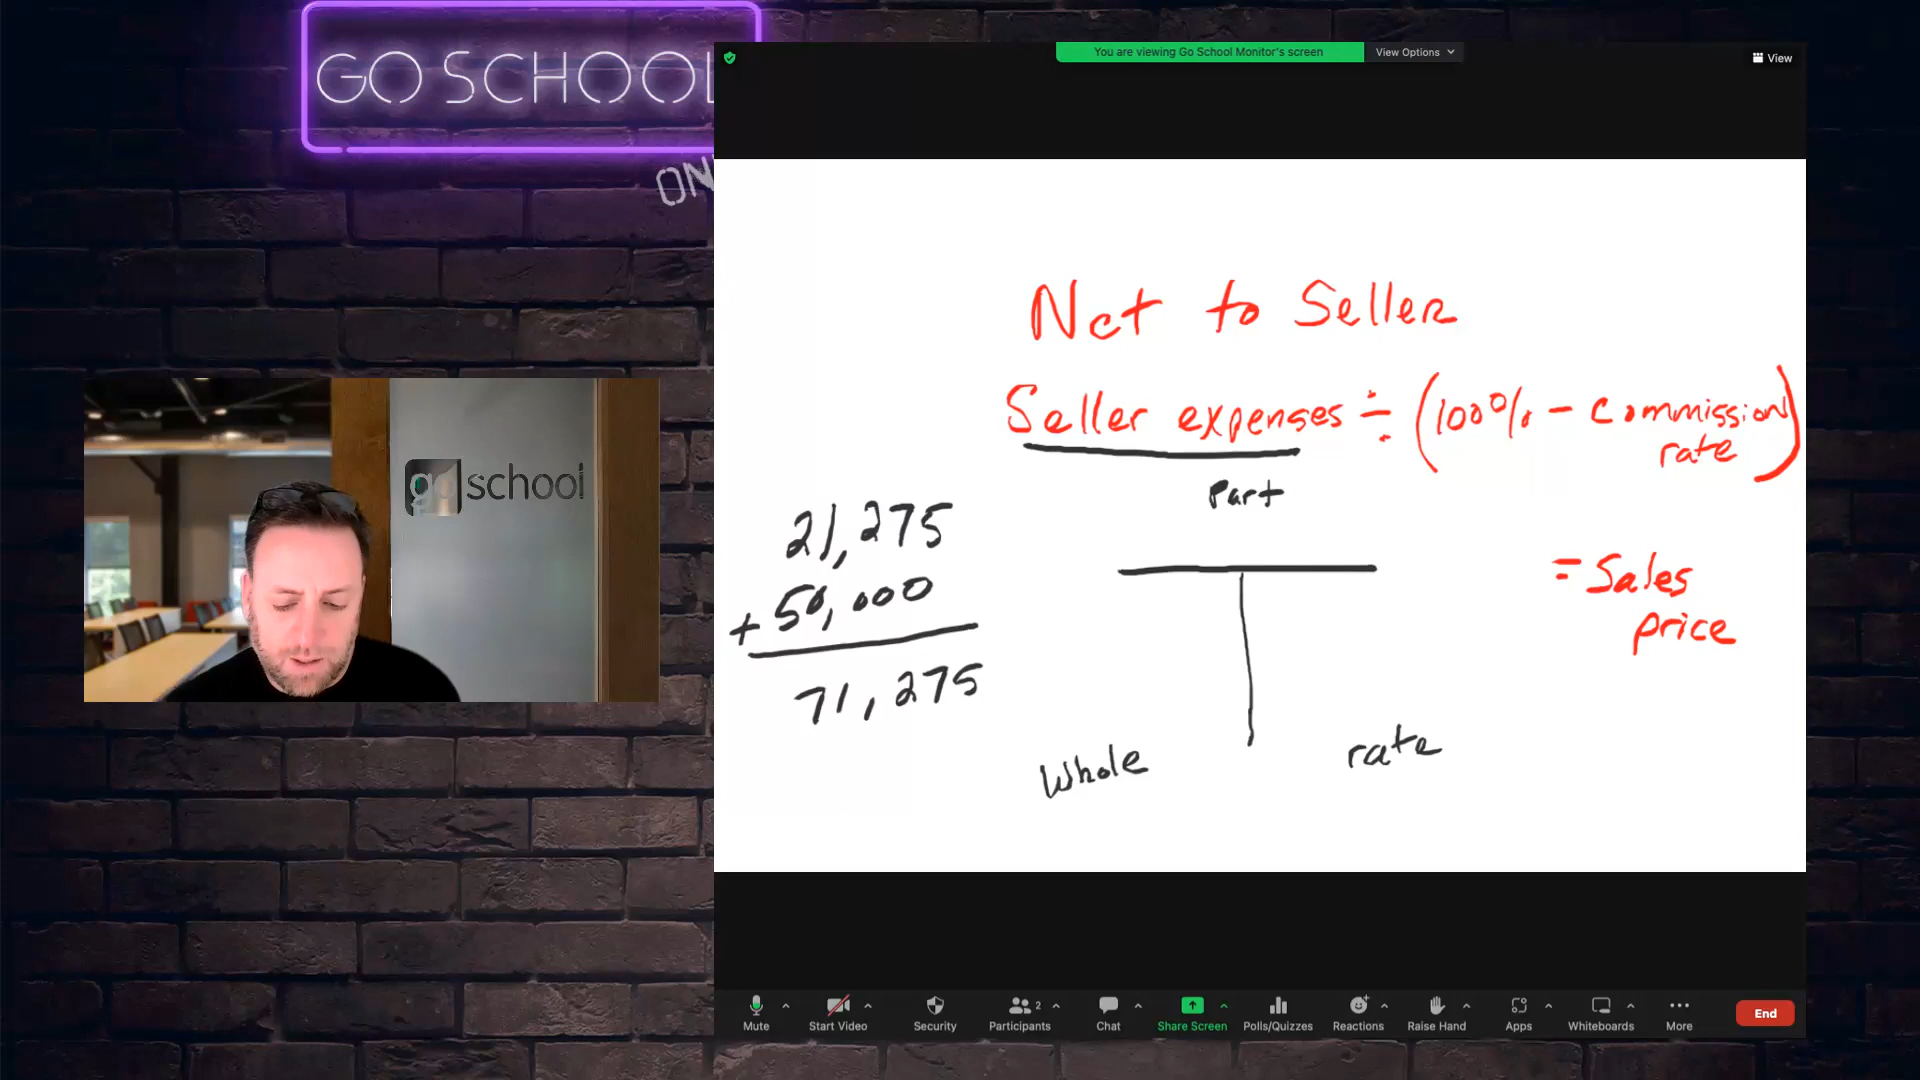 GO SCHOOL
ON
You are viewing Go School Monitor's screen
View Options
View
Net to Seller
Seller expenses ÷ (100% - commission
rate)
Part
21,275
+ 50,000
71,275
= Sales
price
Whole
rate
go school
Mute
Start Video
Security
Participants
2
Chat
Share Screen
Polls/Quizzes
Reactions
Raise Hand
Apps
Whiteboards
More
End